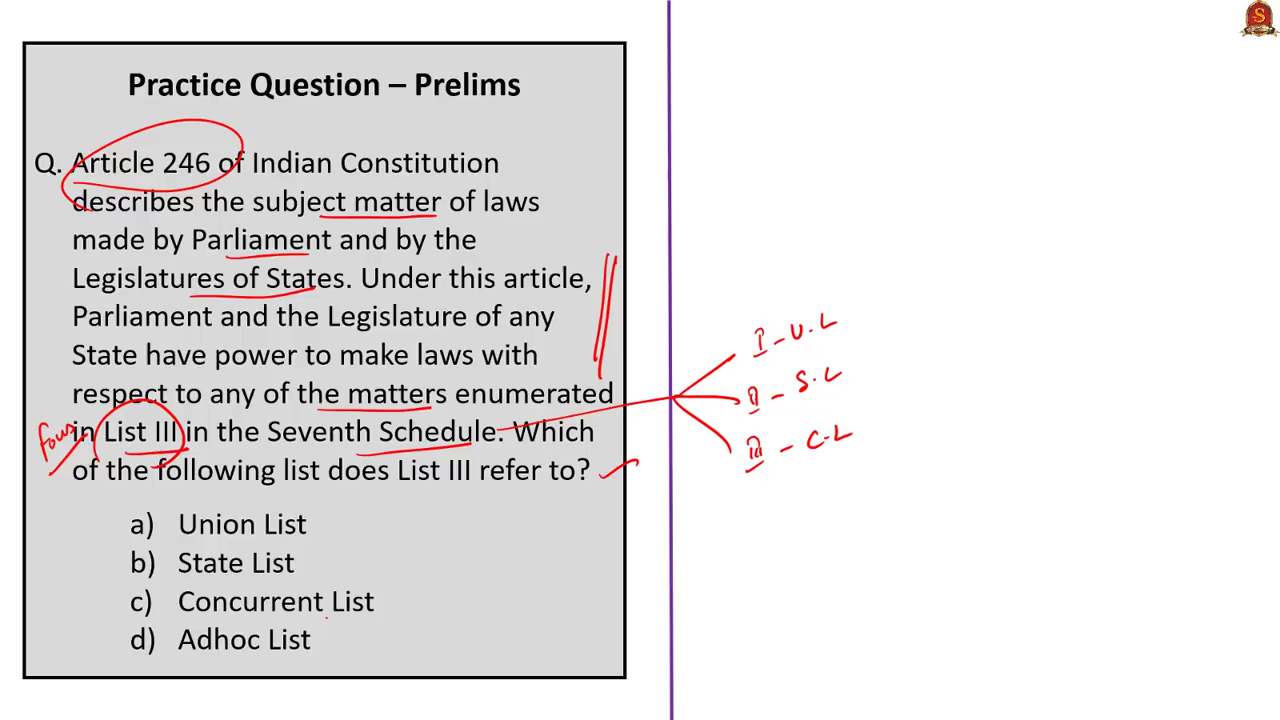 Practice Question – Prelims
Q. Article 246 of Indian Constitution
describes the subject matter of laws
made by Parliament and by the
Legislatures of States. Under this article,
Parliament and the Legislature of any
State have power to make laws with
respect to any of the matters enumerated
in List III in the Seventh Schedule. Which
of the following list does List III refer to?
a) Union List
b) State List
c) Concurrent List
d) Adhoc List
I - U.L
II - S.L
III - C.L